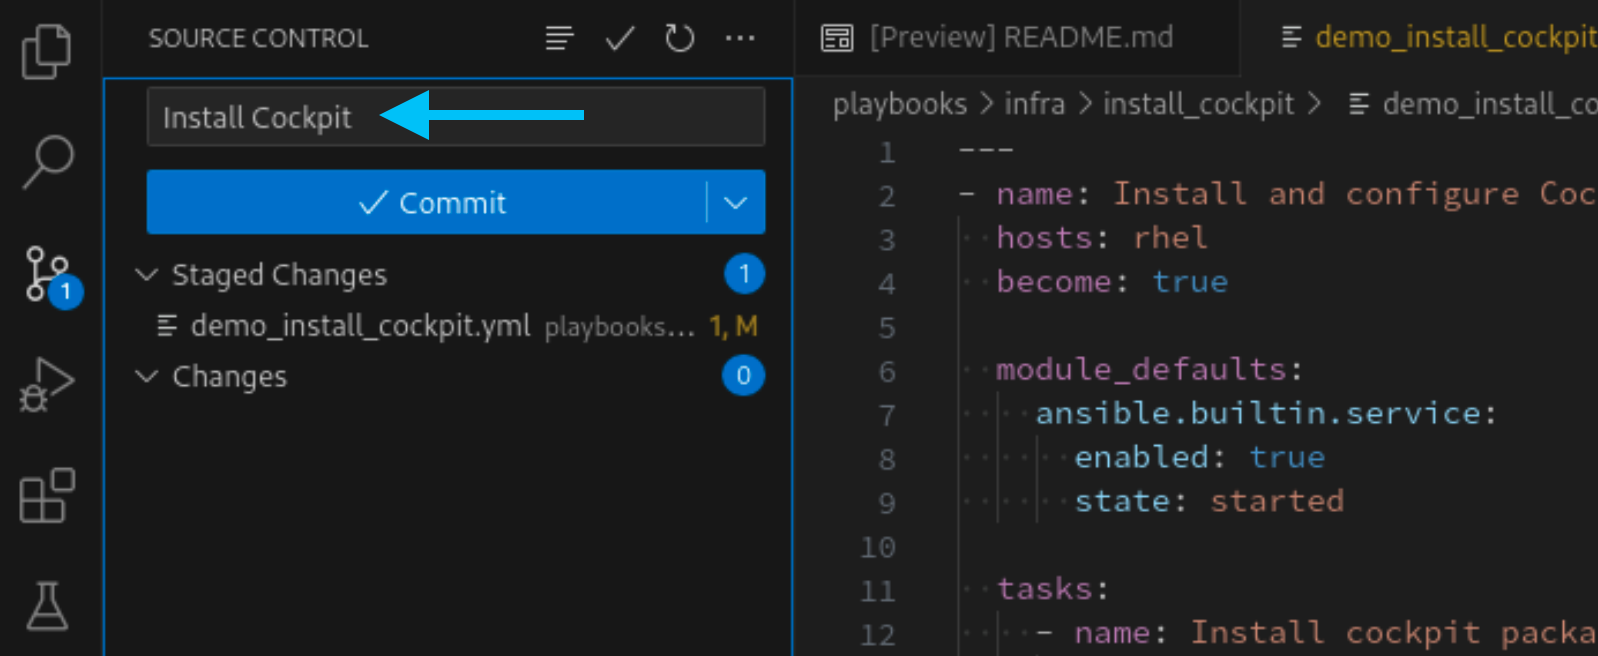 SOURCE CONTROL
Install Cockpit
Commit
Staged Changes 1
demo_install_cockpit.yml playbooks... 1, M
Changes 0
1
[Preview] README.md
demo_install_cockpit
playbooks > infra > install_cockpit > demo_install_co
1 ---
2 - name: Install and configure Coc
3 hosts: rhel
4 become: true
5
6 module_defaults:
7 ansible.builtin.service:
8 enabled: true
9 state: started
10
11 tasks:
12 - name: Install cockpit packa